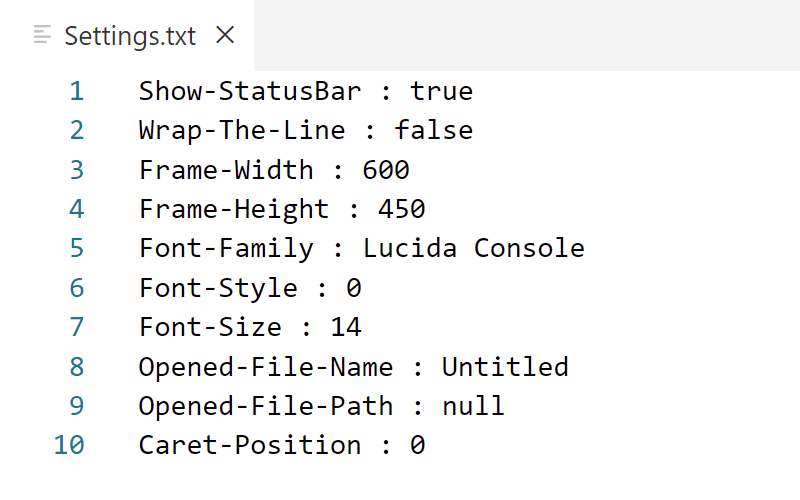 Settings.txt
1 Show-StatusBar : true
2 Wrap-The-Line : false
3 Frame-Width : 600
4 Frame-Height : 450
5 Font-Family : Lucida Console
6 Font-Style : 0
7 Font-Size : 14
8 Opened-File-Name : Untitled
9 Opened-File-Path : null
10 Caret-Position : 0